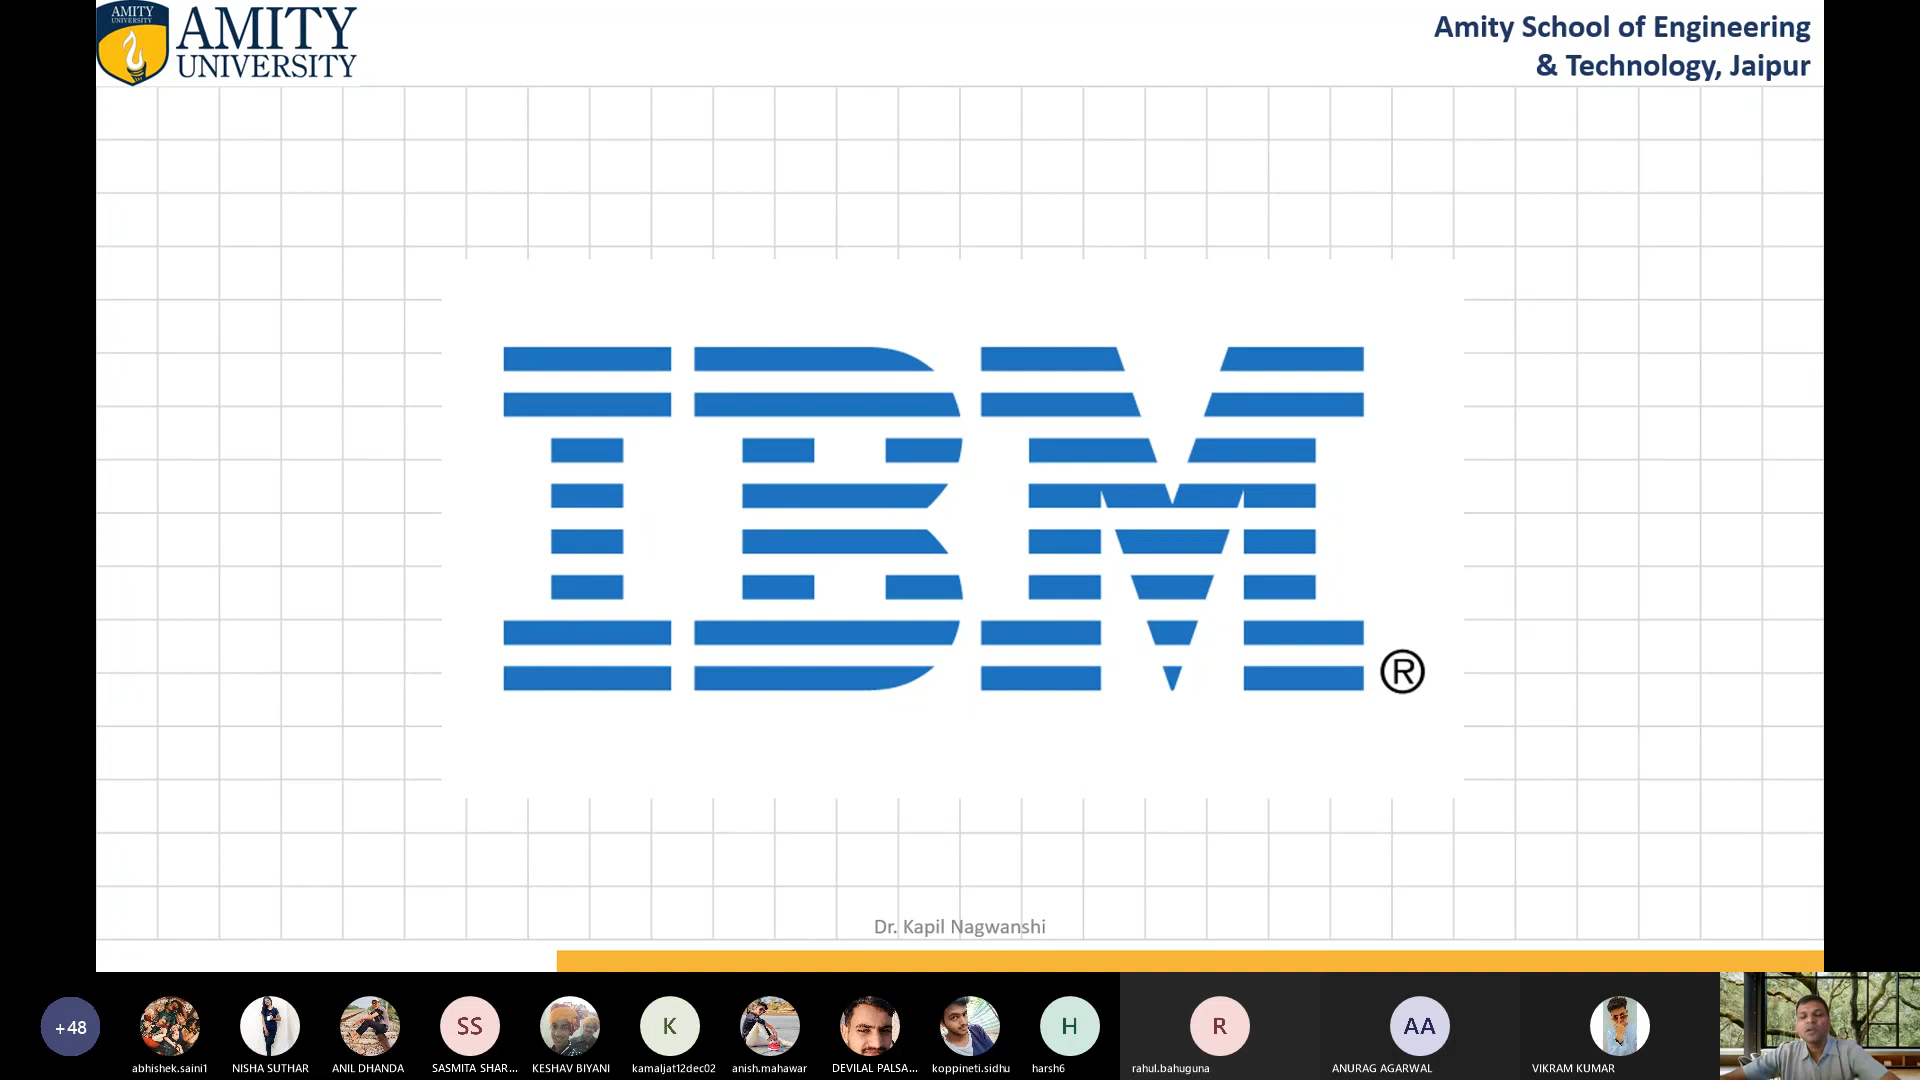 AMITY
UNIVERSITY
AMITY
UNIVERSITY
Amity School of Engineering
& Technology, Jaipur
IBM®
Dr. Kapil Nagwanshi
+48
SS
K
H
R
AA
abhishek.saini1
NISHA SUTHAR
ANIL DHANDA
SASMITA SHAR...
KESHAV BIYANI
kamaljat12dec02
anish.mahawar
DEVILAL PALSA...
koppineti.sidhu
harsh6
rahul.bahuguna
ANURAG AGARWAL
VIKRAM KUMAR